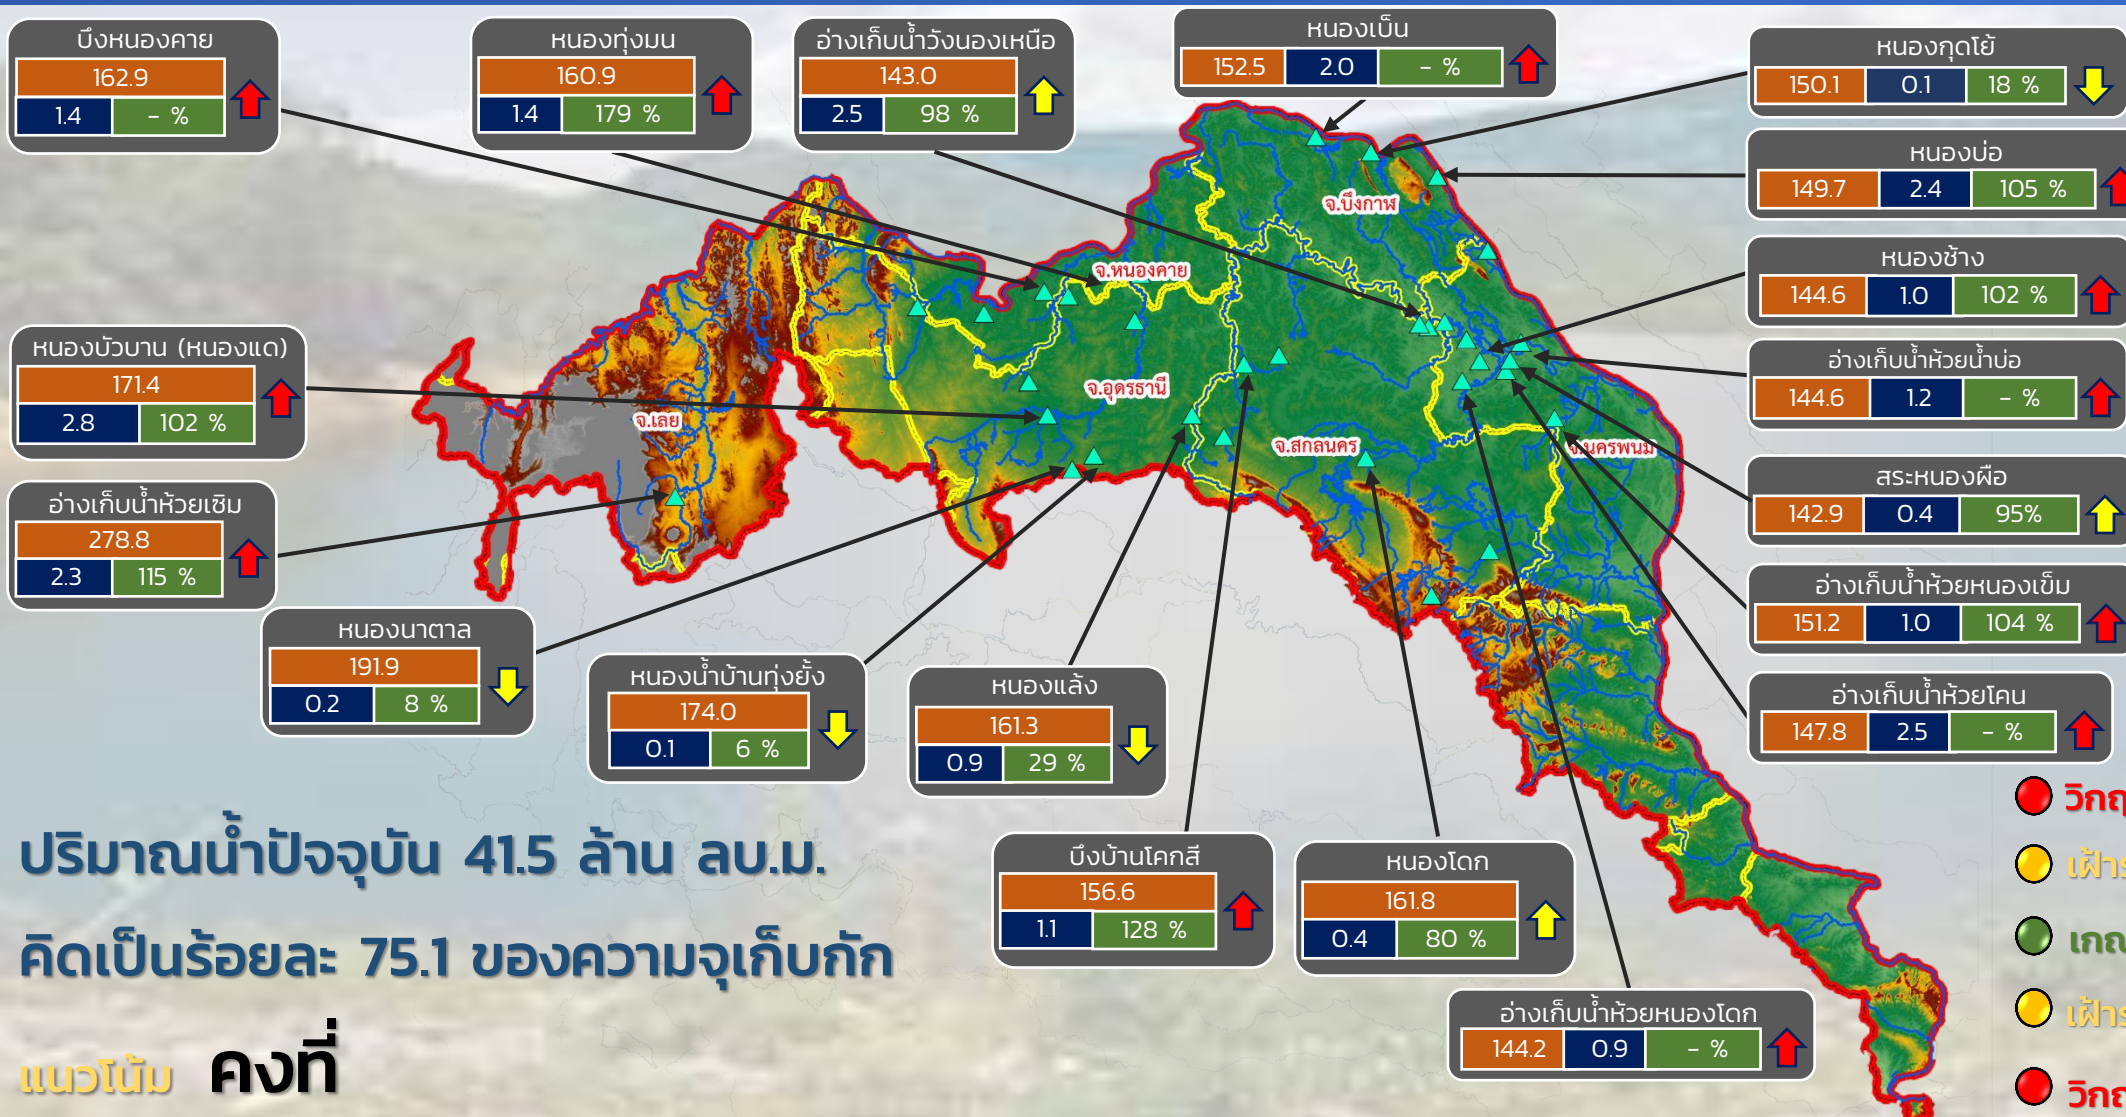 บึงหนองคาย
162.9
1.4 - %
หนองทุ่งมน
160.9
1.4 179 %
อ่างเก็บน้ำวังนองเหนือ
143.0
2.5 98 %
หนองเบ็น
152.5 2.0 - %
หนองกุดโย้
150.1 0.1 18 %
หนองบ่อ
149.7 2.4 105 %
หนองช้าง
144.6 1.0 102 %
อ่างเก็บน้ำห้วยน้ำบ่อ
144.6 1.2 - %
สระหนองผือ
142.9 0.4 95%
อ่างเก็บน้ำห้วยหนองเข็ม
151.2 1.0 104 %
อ่างเก็บน้ำห้วยโคน
147.8 2.5 - %
หนองบัวบาน (หนองแด)
171.4
2.8 102 %
อ่างเก็บน้ำห้วยเซิม
278.8
2.3 115 %
หนองนาตาล
191.9
0.2 8 %
หนองน้ำบ้านทุ่งยั้ง
174.0
0.1 6 %
หนองแล้ง
161.3
0.9 29 %
บึงบ้านโคกสี
156.6
1.1 128 %
หนองโดก
161.8
0.4 80 %
อ่างเก็บน้ำห้วยหนองโดก
144.2 0.9 - %
จ.บึงกาฬ
จ.หนองคาย
จ.อุดรธานี
จ.เลย
จ.สกลนคร
จ.นครพนม
ปริมาณน้ำปัจจุบัน 41.5 ล้าน ลบ.ม.
คิดเป็นร้อยละ 75.1 ของความจุเก็บกัก
แนวโน้ม คงที่